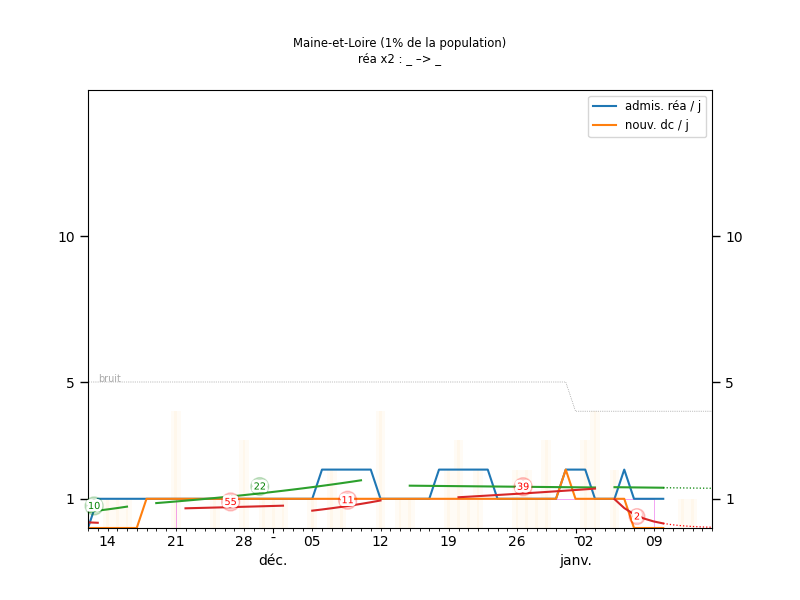 Maine-et-Loire (1% de la population)
réa x2 : _ –> _
admis. réa / j
nouv. dc / j
10 10
bruit
5 5
22
39
10
55
11
1 1
2
14 21 28 - 05 12 19 26 - 02 09
déc. janv.